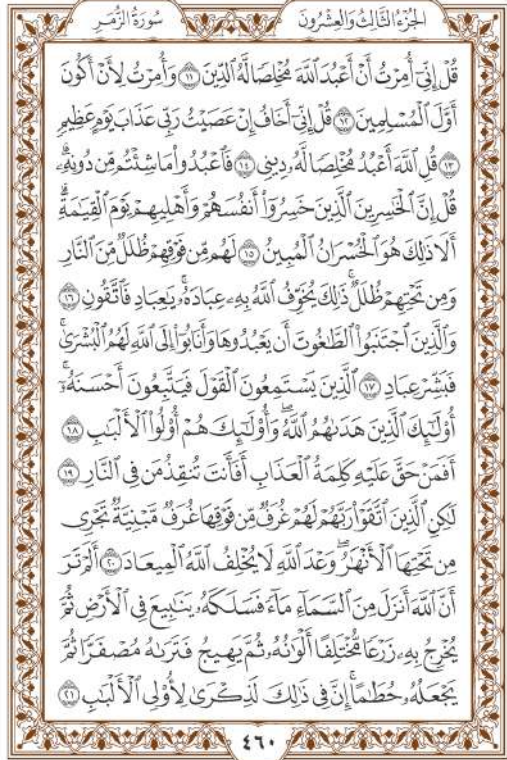 الجُزْءُ الثَّالِثُ وَالعِشْرُونَ
سُورَةُ الزُّمَرِ
قُلْ إِنِّىٓ أُمِرْتُ أَنْ أَعْبُدَ ٱللَّهَ مُخْلِصًا لَّهُ ٱلدِّينَ ١١ وَأُمِرْتُ لِأَنْ أَكُونَ
أَوَّلَ ٱلْمُسْلِمِينَ ١٢ قُلْ إِنِّىٓ أَخَافُ إِنْ عَصَيْتُ رَبِّى عَذَابَ يَوْمٍ عَظِيمٍ
١٣ قُلِ ٱللَّهَ أَعْبُدُ مُخْلِصًا لَّهُۥ دِينِى ١٤ فَٱعْبُدُوا۟ مَا شِئْتُم مِّن دُونِهِۦۗ
قُلْ إِنَّ ٱلْخَٰسِرِينَ ٱلَّذِينَ خَسِرُوٓا۟ أَنفُسَهُمْ وَأَهْلِيهِمْ يَوْمَ ٱلْقِيَٰمَةِۗ
أَلَا ذَٰلِكَ هُوَ ٱلْخُسْرَانُ ٱلْمُبِينُ ١٥ لَهُم مِّن فَوْقِهِمْ ظُلَلٌ مِّنَ ٱلنَّارِ
وَمِن تَحْتِهِمْ ظُلَلٌۚ ذَٰلِكَ يُخَوِّفُ ٱللَّهُ بِهِۦ عِبَادَهُۥۚ يَٰعِبَادِ فَٱتَّقُونِ ١٦
وَٱلَّذِينَ ٱجْتَنَبُوا۟ ٱلطَّٰغُوتَ أَن يَعْبُدُوهَا وَأَنَابُوٓا۟ إِلَى ٱللَّهِ لَهُمُ ٱلْبُشْرَىٰۚ
فَبَشِّرْ عِبَادِ ١٧ ٱلَّذِينَ يَسْتَمِعُونَ ٱلْقَوْلَ فَيَتَّبِعُونَ أَحْسَنَهُۥٓۚ
أُو۟لَٰٓئِكَ ٱلَّذِينَ هَدَىٰهُمُ ٱللَّهُۖ وَأُو۟لَٰٓئِكَ هُمْ أُو۟لُوا۟ ٱلْأَلْبَٰبِ ١٨
أَفَمَنْ حَقَّ عَلَيْهِ كَلِمَةُ ٱلْعَذَابِ أَفَأَنتَ تُنقِذُ مَن فِى ٱلنَّارِ ١٩
لَٰكِنِ ٱلَّذِينَ ٱتَّقَوْا۟ رَبَّهُمْ لَهُمْ غُرَفٌ مِّن فَوْقِهَا غُرَفٌ مَّبْنِيَّةٌ تَجْرِى
مِن تَحْتِهَا ٱلْأَنْهَٰرُۖ وَعْدَ ٱللَّهِ لَا يُخْلِفُ ٱللَّهُ ٱلْمِيعَادَ ٢٠ أَلَمْ تَرَ
أَنَّ ٱللَّهَ أَنزَلَ مِنَ ٱلسَّمَآءِ مَآءً فَسَلَكَهُۥ يَنَٰبِيعَ فِى ٱلْأَرْضِ ثُمَّ
يُخْرِجُ بِهِۦ زَرْعًا مُّخْتَلِفًا أَلْوَٰنُهُۥ ثُمَّ يَهِيجُ فَتَرَىٰهُ مُصْفَرًّا ثُمَّ
يَجْعَلُهُۥ حُطَٰمًاۚ إِنَّ فِى ذَٰلِكَ لَذِكْرَىٰ لِأُو۟لِى ٱلْأَلْبَٰبِ ٢١
٤٦٠